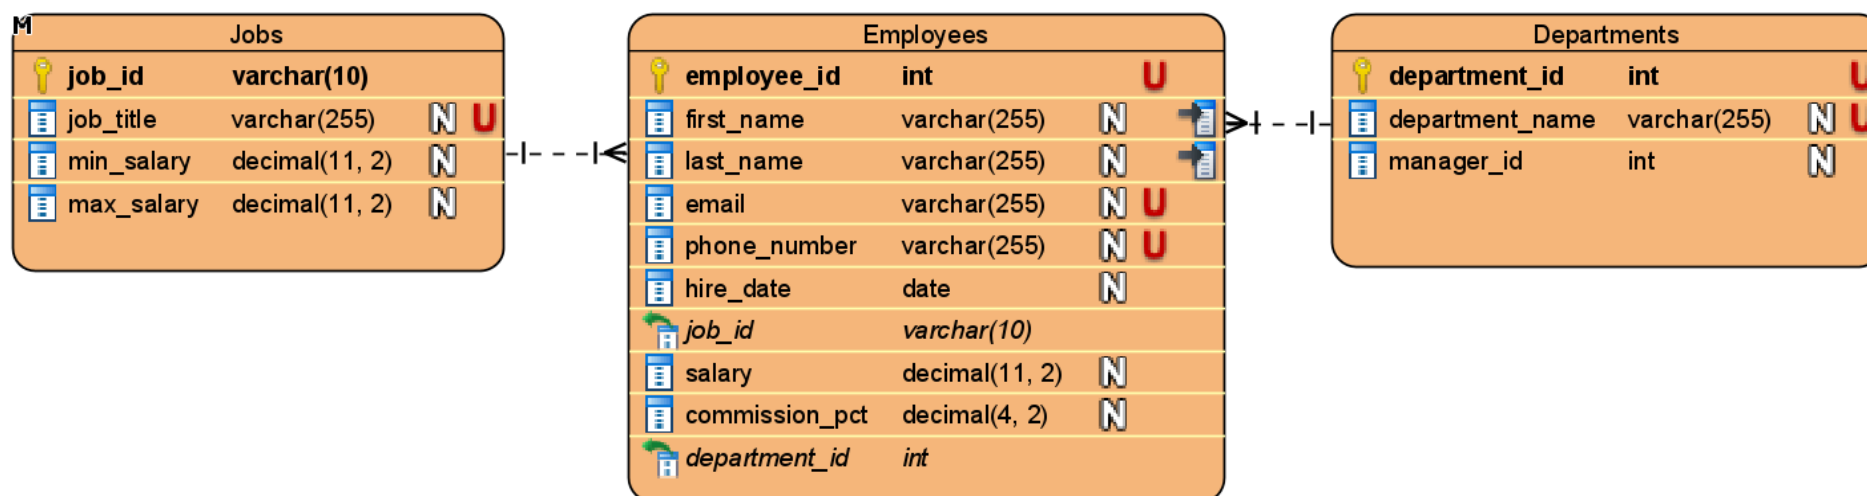 M
Jobs
job_id varchar(10)
job_title varchar(255) N U
min_salary decimal(11, 2) N
max_salary decimal(11, 2) N
Employees
employee_id int U
first_name varchar(255) N
last_name varchar(255) N
email varchar(255) N U
phone_number varchar(255) N U
hire_date date N
job_id varchar(10)
salary decimal(11, 2) N
commission_pct decimal(4, 2) N
department_id int
Departments
department_id int U
department_name varchar(255) N U
manager_id int N